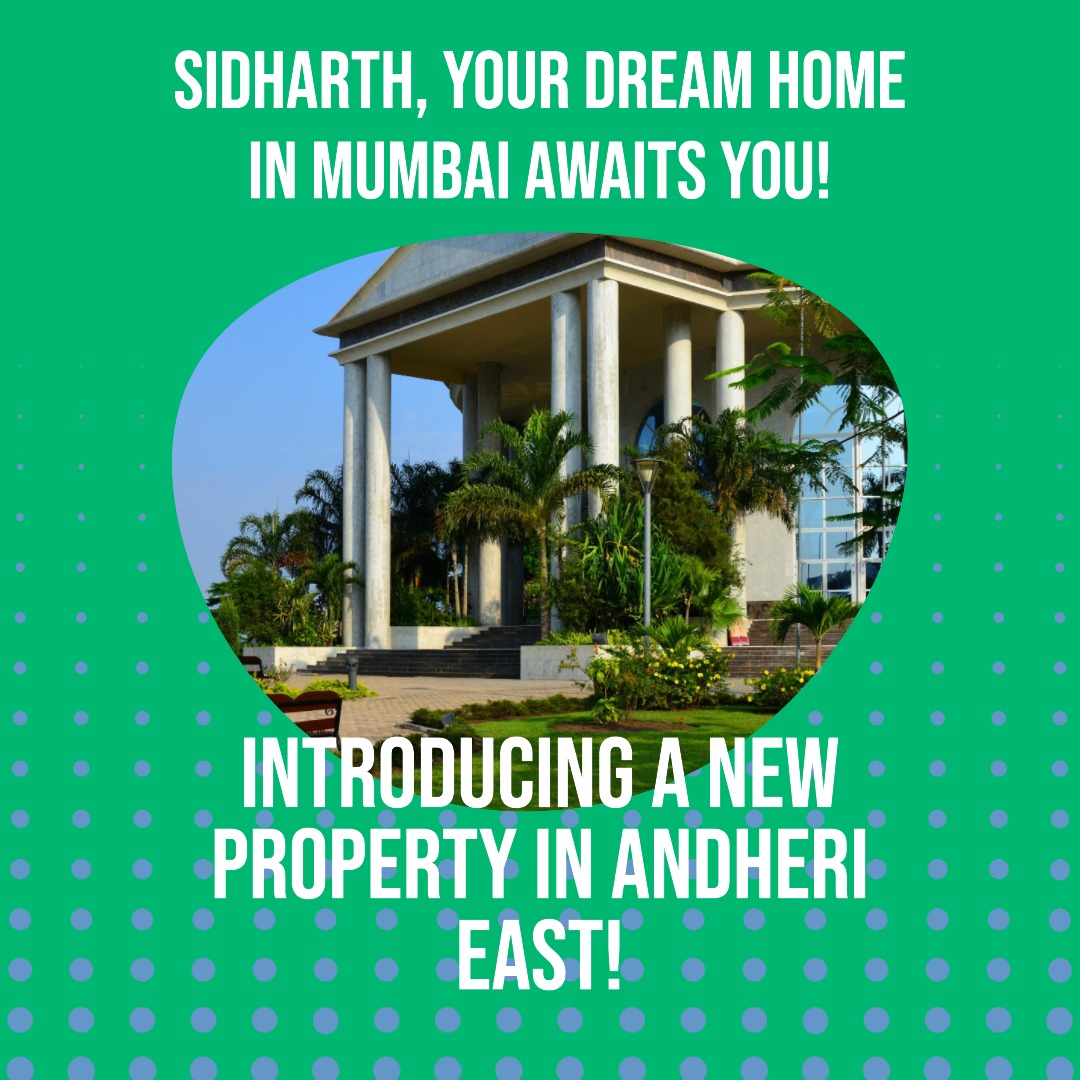 SIDHARTH, YOUR DREAM HOME
IN MUMBAI AWAITS YOU!
INTRODUCING A NEW
PROPERTY IN ANDHERI
EAST!